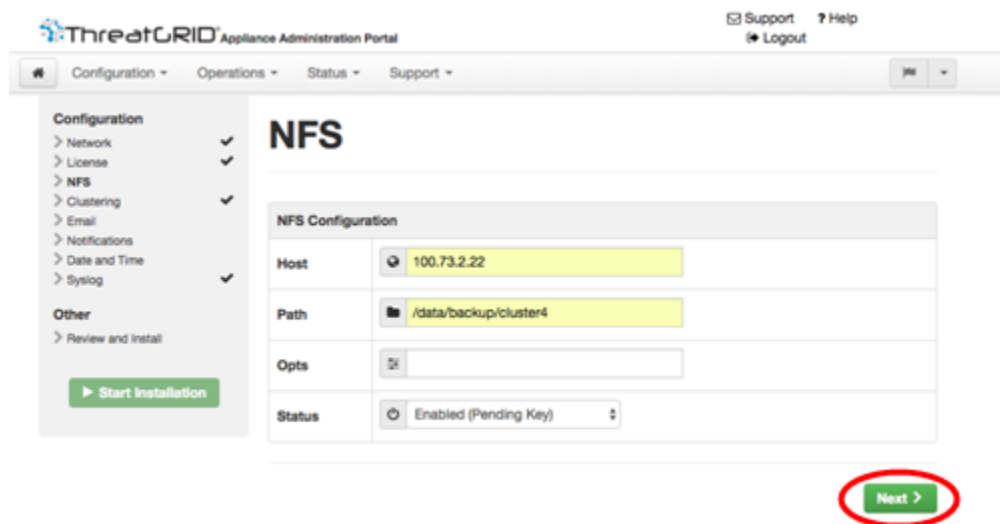 Support ? Help
ThreatGRID Appliance Administration Portal
Logout
Configuration Operations Status Support
Configuration
Network
License
NFS
Clustering
Email
Notifications
Date and Time
Syslog
Other
Review and Install
Start Installation
NFS
NFS Configuration
Host 100.73.2.22
Path /data/backup/cluster4
Opts
Status Enabled (Pending Key)
Next >